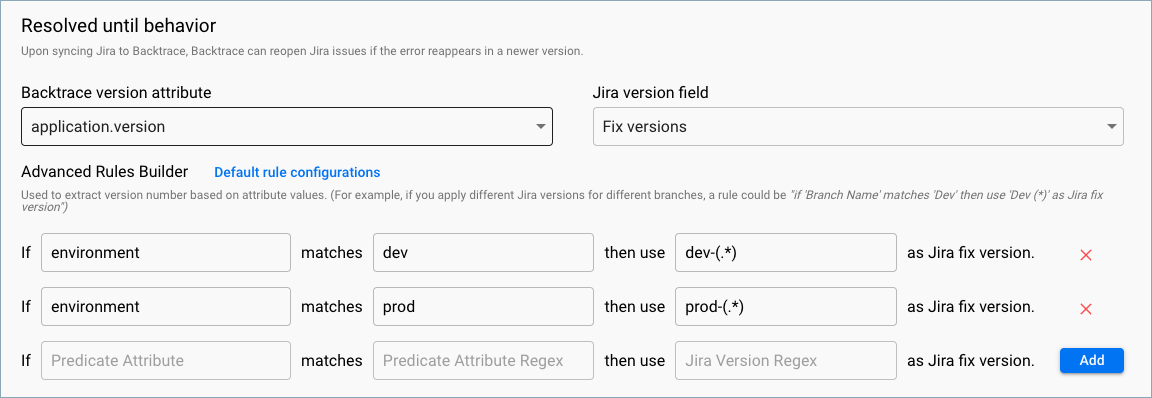 Resolved until behavior
Upon syncing Jira to Backtrace, Backtrace can reopen Jira issues if the error reappears in a newer version.
Backtrace version attribute Jira version field
application.version Fix versions
Advanced Rules Builder Default rule configurations
Used to extract version number based on attribute values. (For example, if you apply different Jira versions for different branches, a rule could be "if 'Branch Name' matches 'Dev' then use 'Dev (*)' as Jira fix
version")
If environment matches dev then use dev-(.*) as Jira fix version.
If environment matches prod then use prod-(.*) as Jira fix version.
If Predicate Attribute matches Predicate Attribute Regex then use Jira Version Regex as Jira fix version. Add